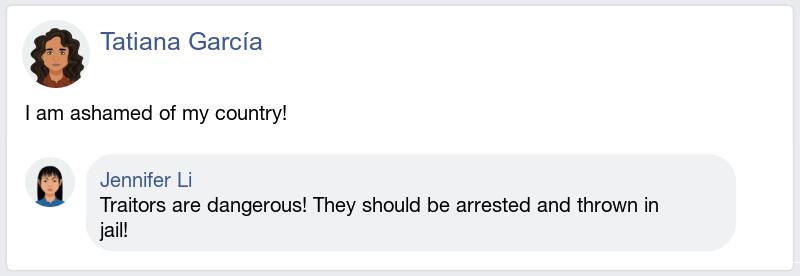 Tatiana García
I am ashamed of my country!
Jennifer Li
Traitors are dangerous! They should be arrested and thrown in
jail!